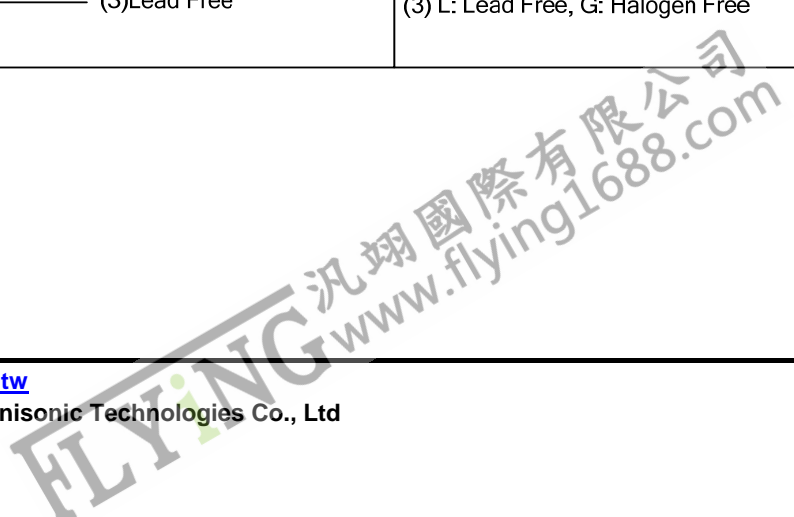 (3)Lead Free
(3) L: Lead Free, G: Halogen Free
汎翊國際有限公司
FLYiNG www.flying1688.com
tw
nisonic Technologies Co., Ltd